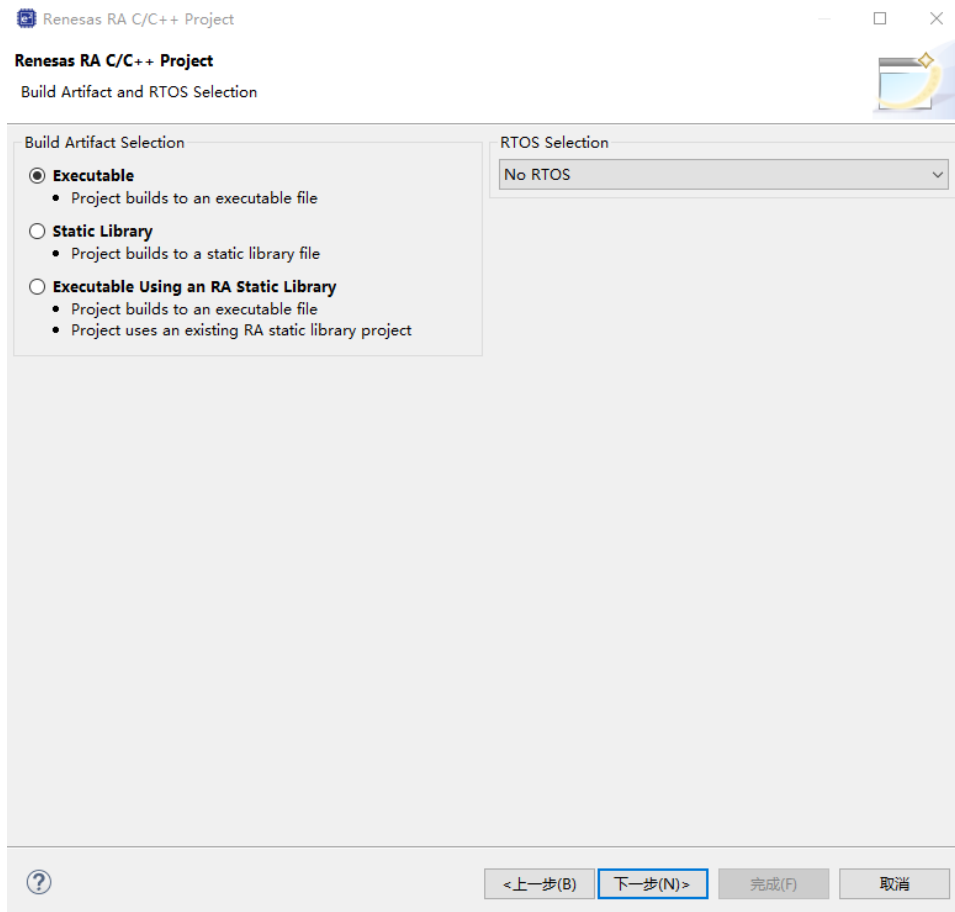 Renesas RA C/C++ Project
Renesas RA C/C++ Project
Build Artifact and RTOS Selection
Build Artifact Selection
Executable
• Project builds to an executable file
Static Library
• Project builds to a static library file
Executable Using an RA Static Library
• Project builds to an executable file
• Project uses an existing RA static library project
RTOS Selection
No RTOS
?
<上一步(B)
下一步(N)>
完成(F)
取消